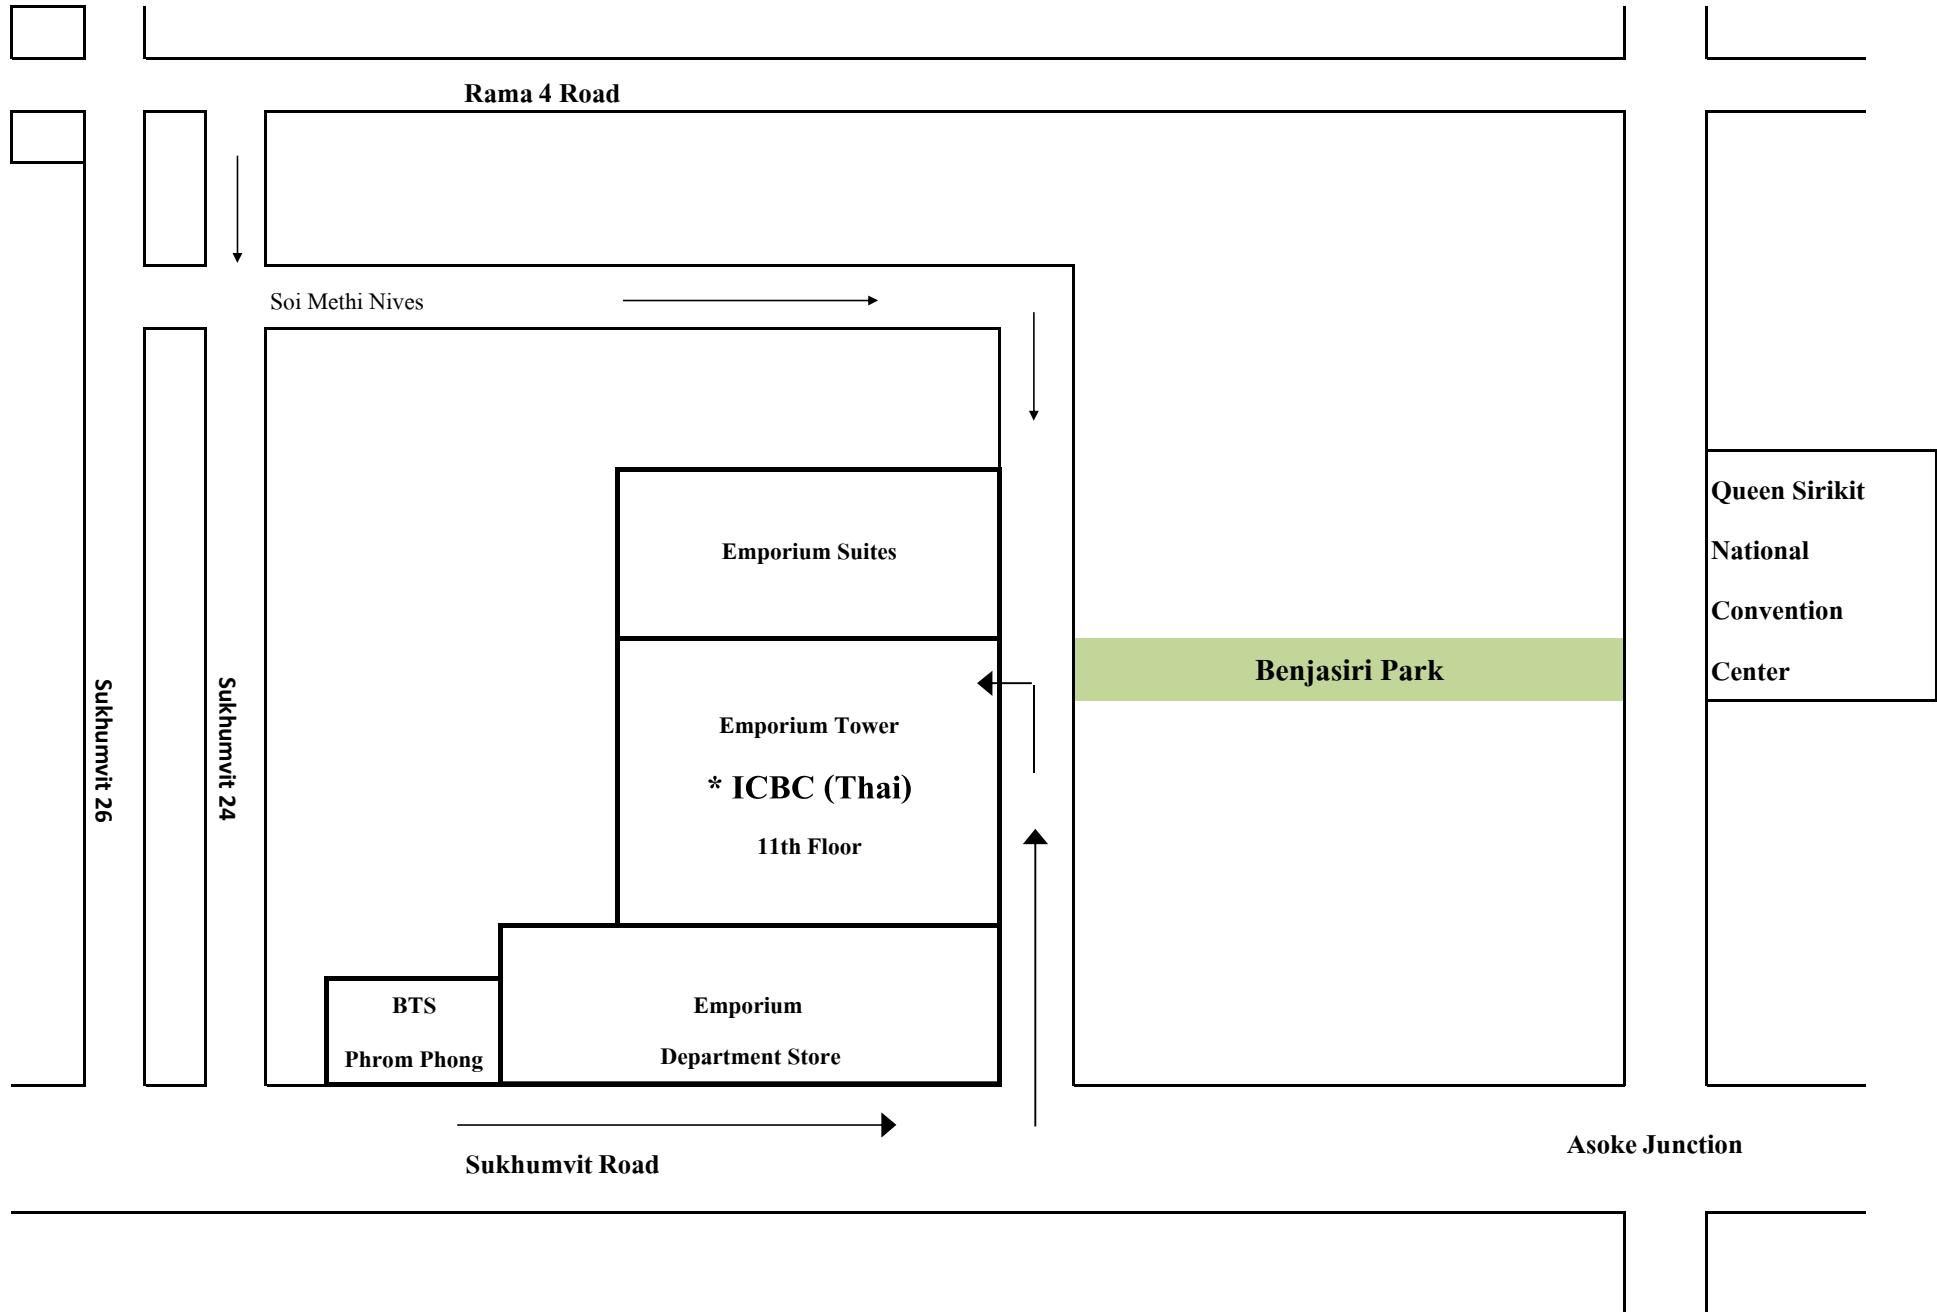 Rama 4 Road
Soi Methi Nives
Queen Sirikit
National
Convention
Center
Emporium Suites
Benjasiri Park
Sukhumvit 26
Sukhumvit 24
Emporium Tower
* ICBC (Thai)
11th Floor
BTS
Phrom Phong
Emporium
Department Store
Asoke Junction
Sukhumvit Road